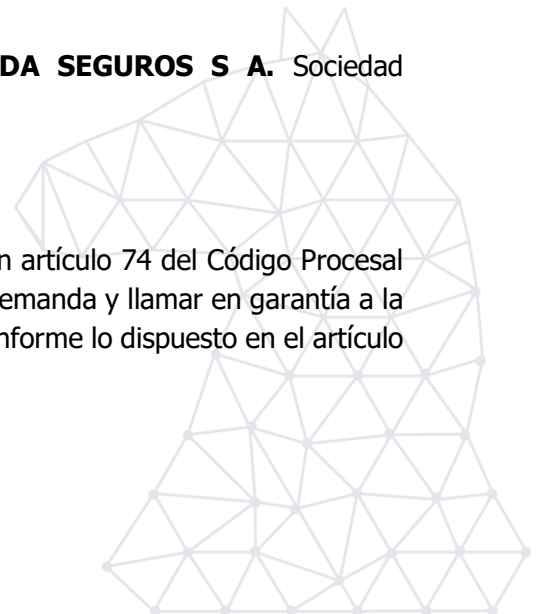 DA SEGUROS S A. Sociedad
n artículo 74 del Código Procesal
emanda y llamar en garantía a la
nforme lo dispuesto en el artículo